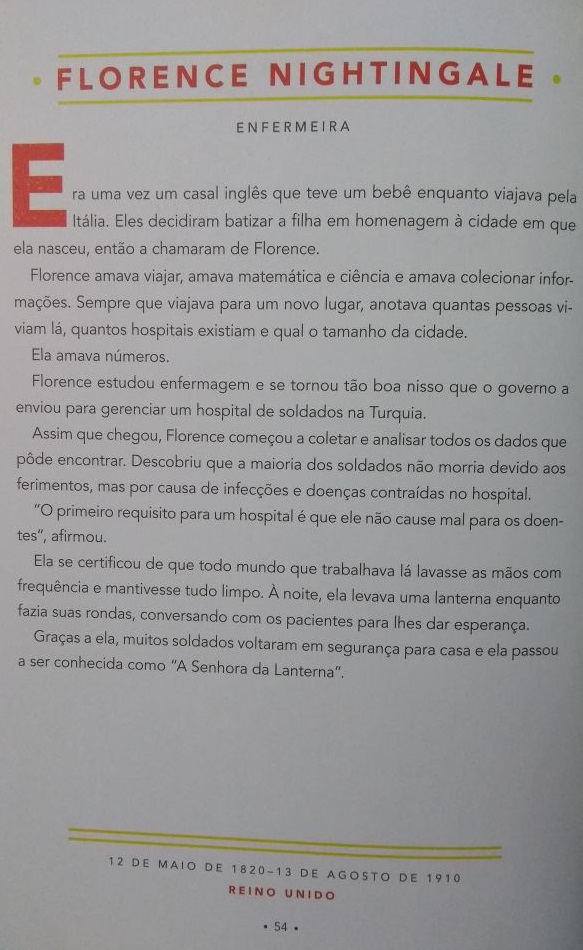 • FLORENCE NIGHTINGALE •
ENFERMEIRA
Era uma vez um casal inglês que teve um bebê enquanto viajava pela
Itália. Eles decidiram batizar a filha em homenagem à cidade em que
ela nasceu, então a chamaram de Florence.
Florence amava viajar, amava matemática e ciência e amava colecionar infor-
mações. Sempre que viajava para um novo lugar, anotava quantas pessoas vi-
viam lá, quantos hospitais existiam e qual o tamanho da cidade.
Ela amava números.
Florence estudou enfermagem e se tornou tão boa nisso que o governo a
enviou para gerenciar um hospital de soldados na Turquia.
Assim que chegou, Florence começou a coletar e analisar todos os dados que
pôde encontrar. Descobriu que a maioria dos soldados não morria devido aos
ferimentos, mas por causa de infecções e doenças contraídas no hospital.
"O primeiro requisito para um hospital é que ele não cause mal para os doen-
tes", afirmou.
Ela se certificou de que todo mundo que trabalhava lá lavasse as mãos com
frequência e mantivesse tudo limpo. À noite, ela levava uma lanterna enquanto
fazia suas rondas, conversando com os pacientes para lhes dar esperança.
Graças a ela, muitos soldados voltaram em segurança para casa e ela passou
a ser conhecida como "A Senhora da Lanterna".
12 DE MAIO DE 1820–13 DE AGOSTO DE 1910
REINO UNIDO
• 54 •